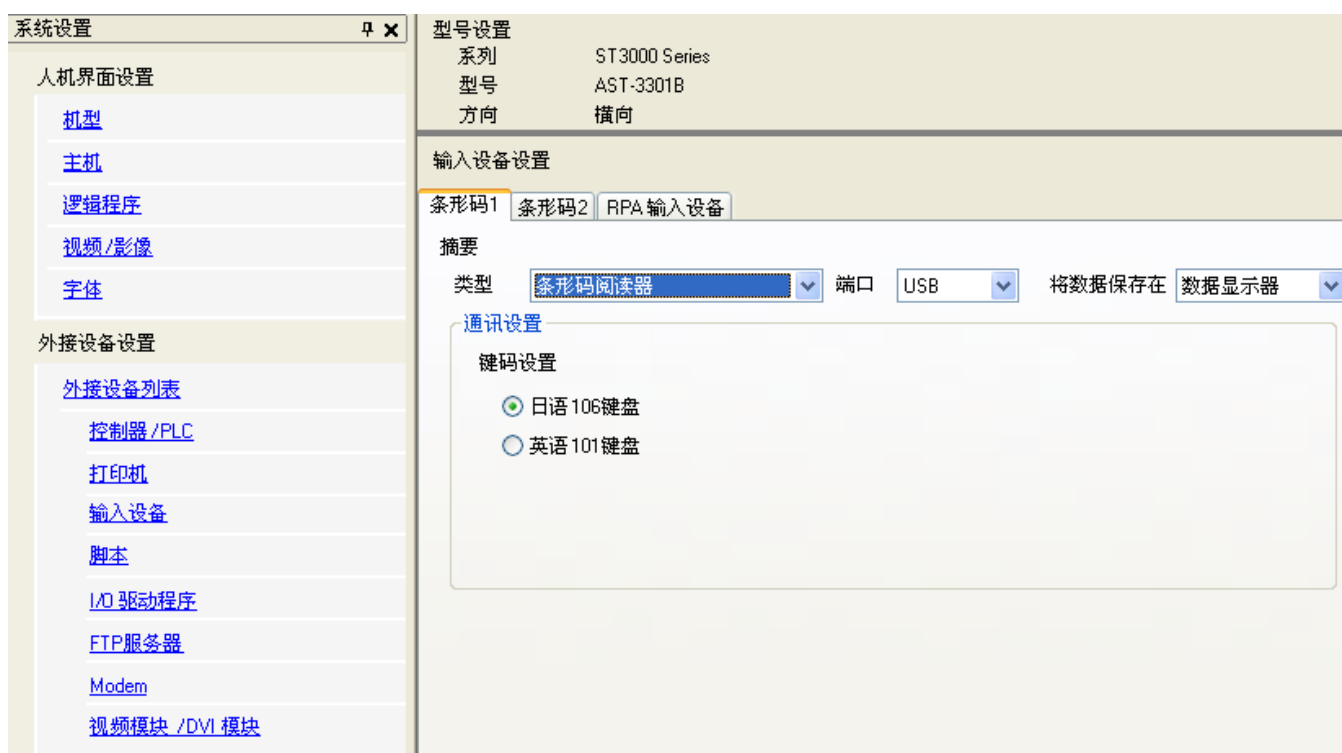 系统设置
人机界面设置
机型
主机
逻辑程序
视频/影像
字体
外接设备设置
外接设备列表
控制器/PLC
打印机
输入设备
脚本
I/O 驱动程序
FTP服务器
Modem
视频模块 /DVI 模块
型号设置
系列 ST3000 Series
型号 AST-3301B
方向 横向
输入设备设置
条形码1 条形码2 RPA 输入设备
摘要
类型 条形码阅读器 端口 USB 将数据保存在 数据显示器
通讯设置
键码设置
日语 106键盘
英语 101键盘